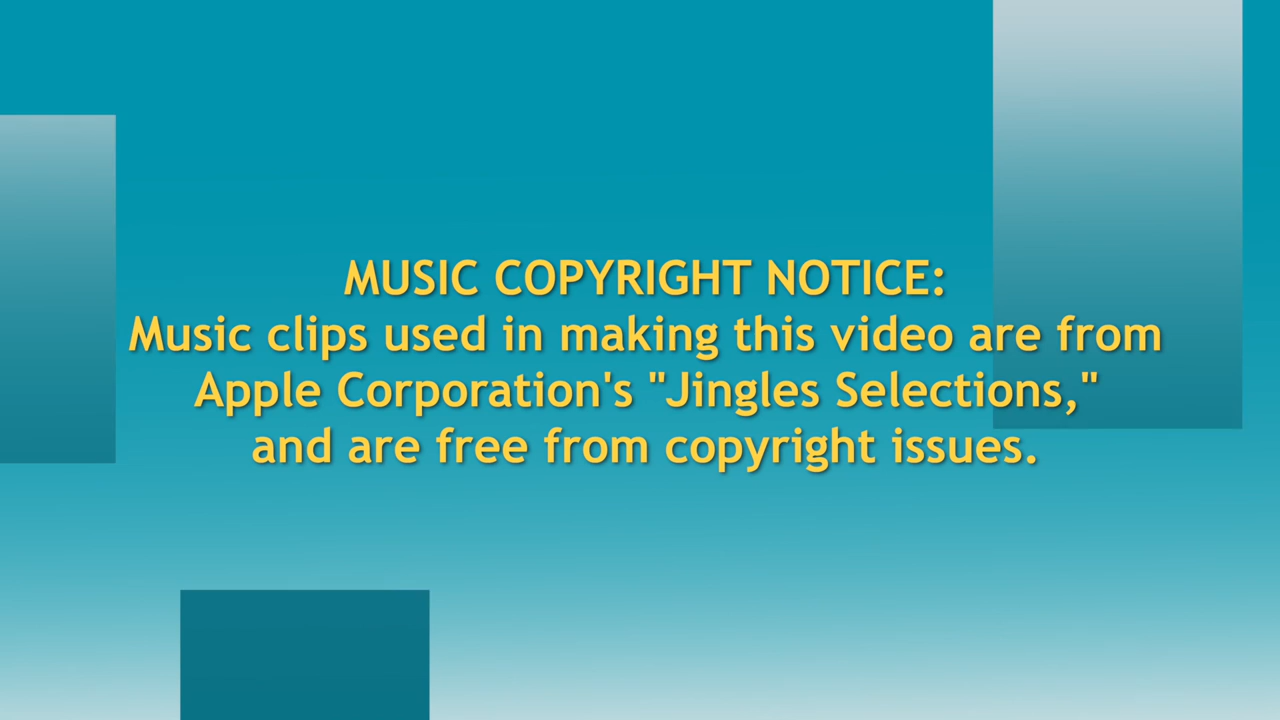 MUSIC COPYRIGHT NOTICE:
Music clips used in making this video are from
Apple Corporation's "Jingles Selections,"
and are free from copyright issues.